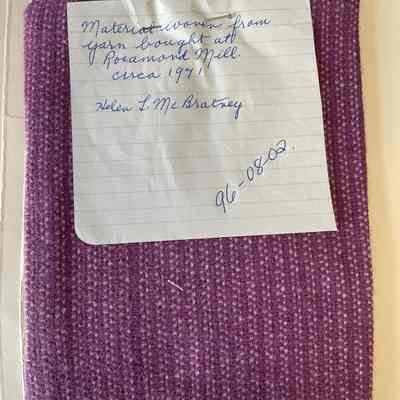 Material woven from
yarn bought at
Rosamond Mill.
circa 1971
Helen L. McBratney
96-08-02.